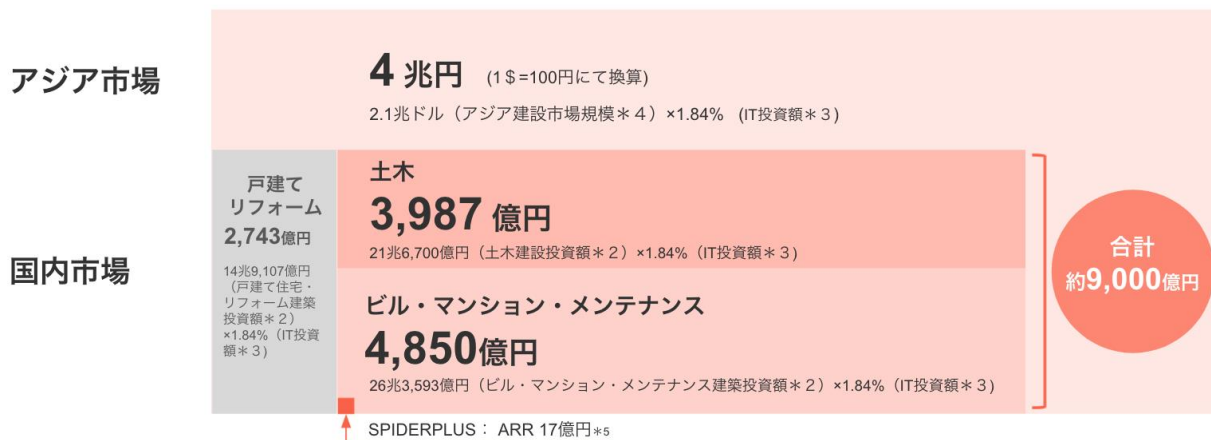 アジア市場
4 兆円 (1＄=100円にて換算)
2.1兆ドル（アジア建設市場規模＊４）×1.84% (IT投資額＊３)
国内市場
戸建て
リフォーム
2,743億円
14兆9,107億円
（戸建て住宅・
リフォーム建築
投資額＊２）
×1.84%（IT投資
額＊３)
土木
3,987 億円
21兆6,700億円（土木建設投資額＊２）×1.84%（IT投資額＊３)
ビル・マンション・メンテナンス
4,850億円
26兆3,593億円（ビル・マンション・メンテナンス建築投資額＊２）×1.84%（IT投資額＊３)
合計
約9,000億円
SPIDERPLUS： ARR 17億円＊5